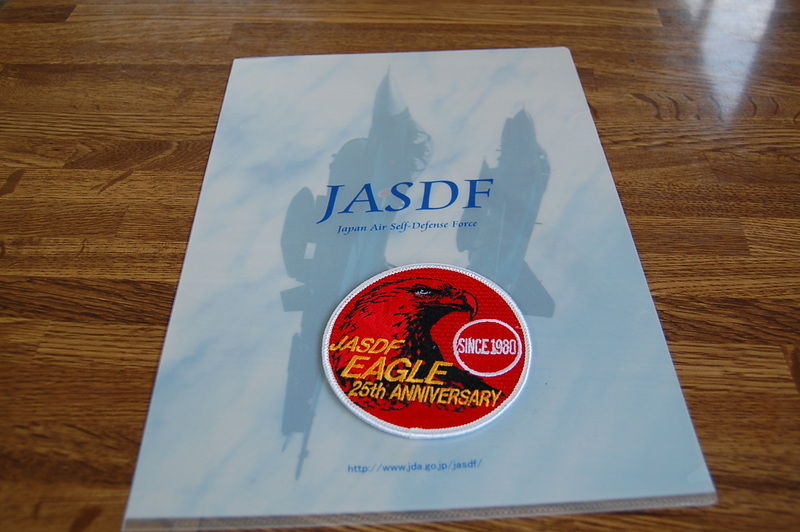 JASDF
Japan Air Self-Defense Force
JASDF
EAGLE
25th ANNIVERSARY
SINCE 1980
http://www.jda.go.jp/jasdf/